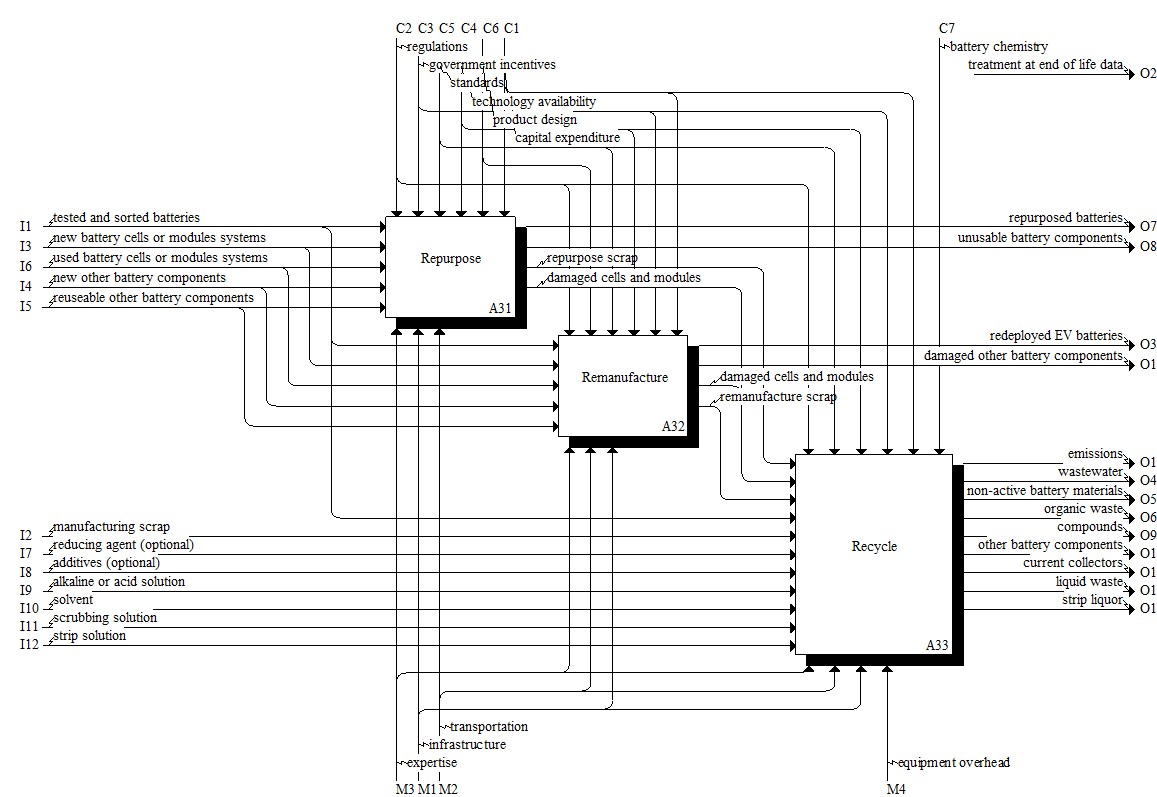 C2 C3 C5 C4 C6 C1 C7
regulations
battery chemistry
government incentives
treatment at end of life data O2
standards
technology availability
product design
capital expenditure
I1 tested and sorted batteries
repurposed batteries O7
I3 new battery cells or modules systems
unusable battery components O8
I6 used battery cells or modules systems
Repurpose
repurpose scrap
I4 new other battery components
damaged cells and modules
I5 reuseable other battery components
A31
redeployed EV batteries O3
damaged other battery components O1
Remanufacture
damaged cells and modules
remanufacture scrap
A32
emissions O1
wastewater O4
non-active battery materials O5
organic waste O6
I2 manufacturing scrap
compounds O9
I7 reducing agent (optional)
Recycle
other battery components O1
I8 additives (optional)
current collectors O1
I9 alkaline or acid solution
liquid waste O1
I10 solvent
strip liquor O1
I11 scrubbing solution
I12 strip solution
A33
transportation
infrastructure
expertise
equipment overhead
M3 M1 M2 M4